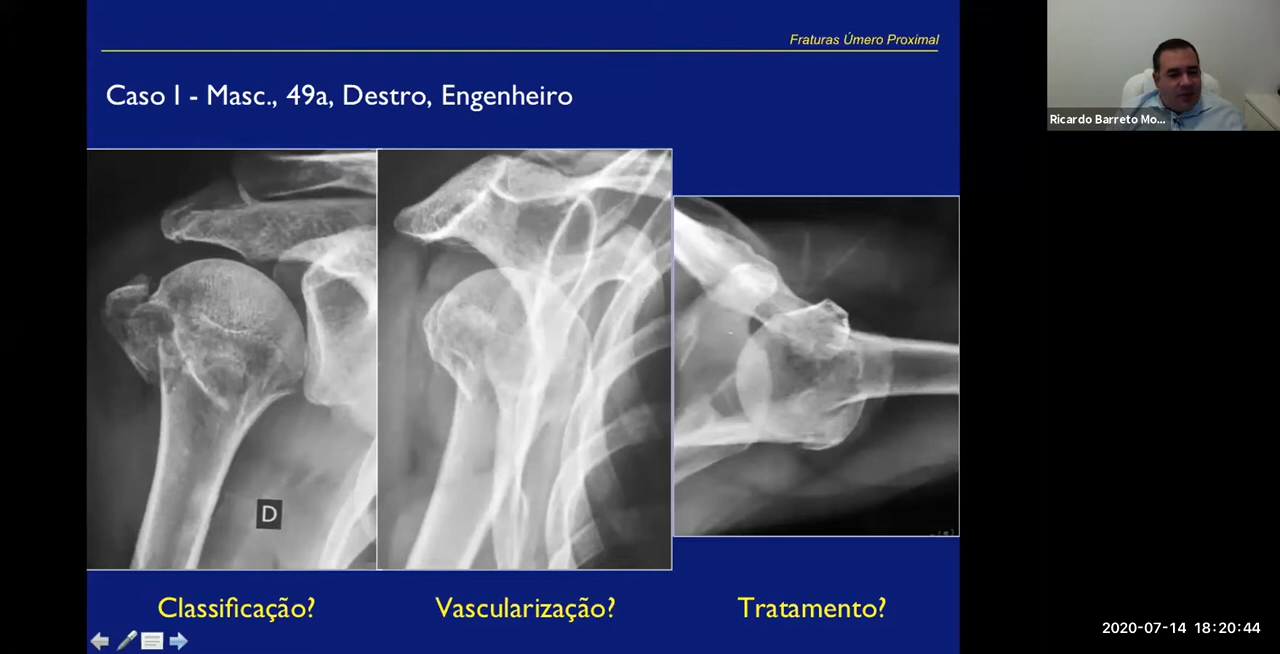 Fraturas Úmero Proximal
Caso I - Masc., 49a, Destro, Engenheiro
Ricardo Barreto Mo...
D
Classificação?
Vascularização?
Tratamento?
2020-07-14 18:20:44